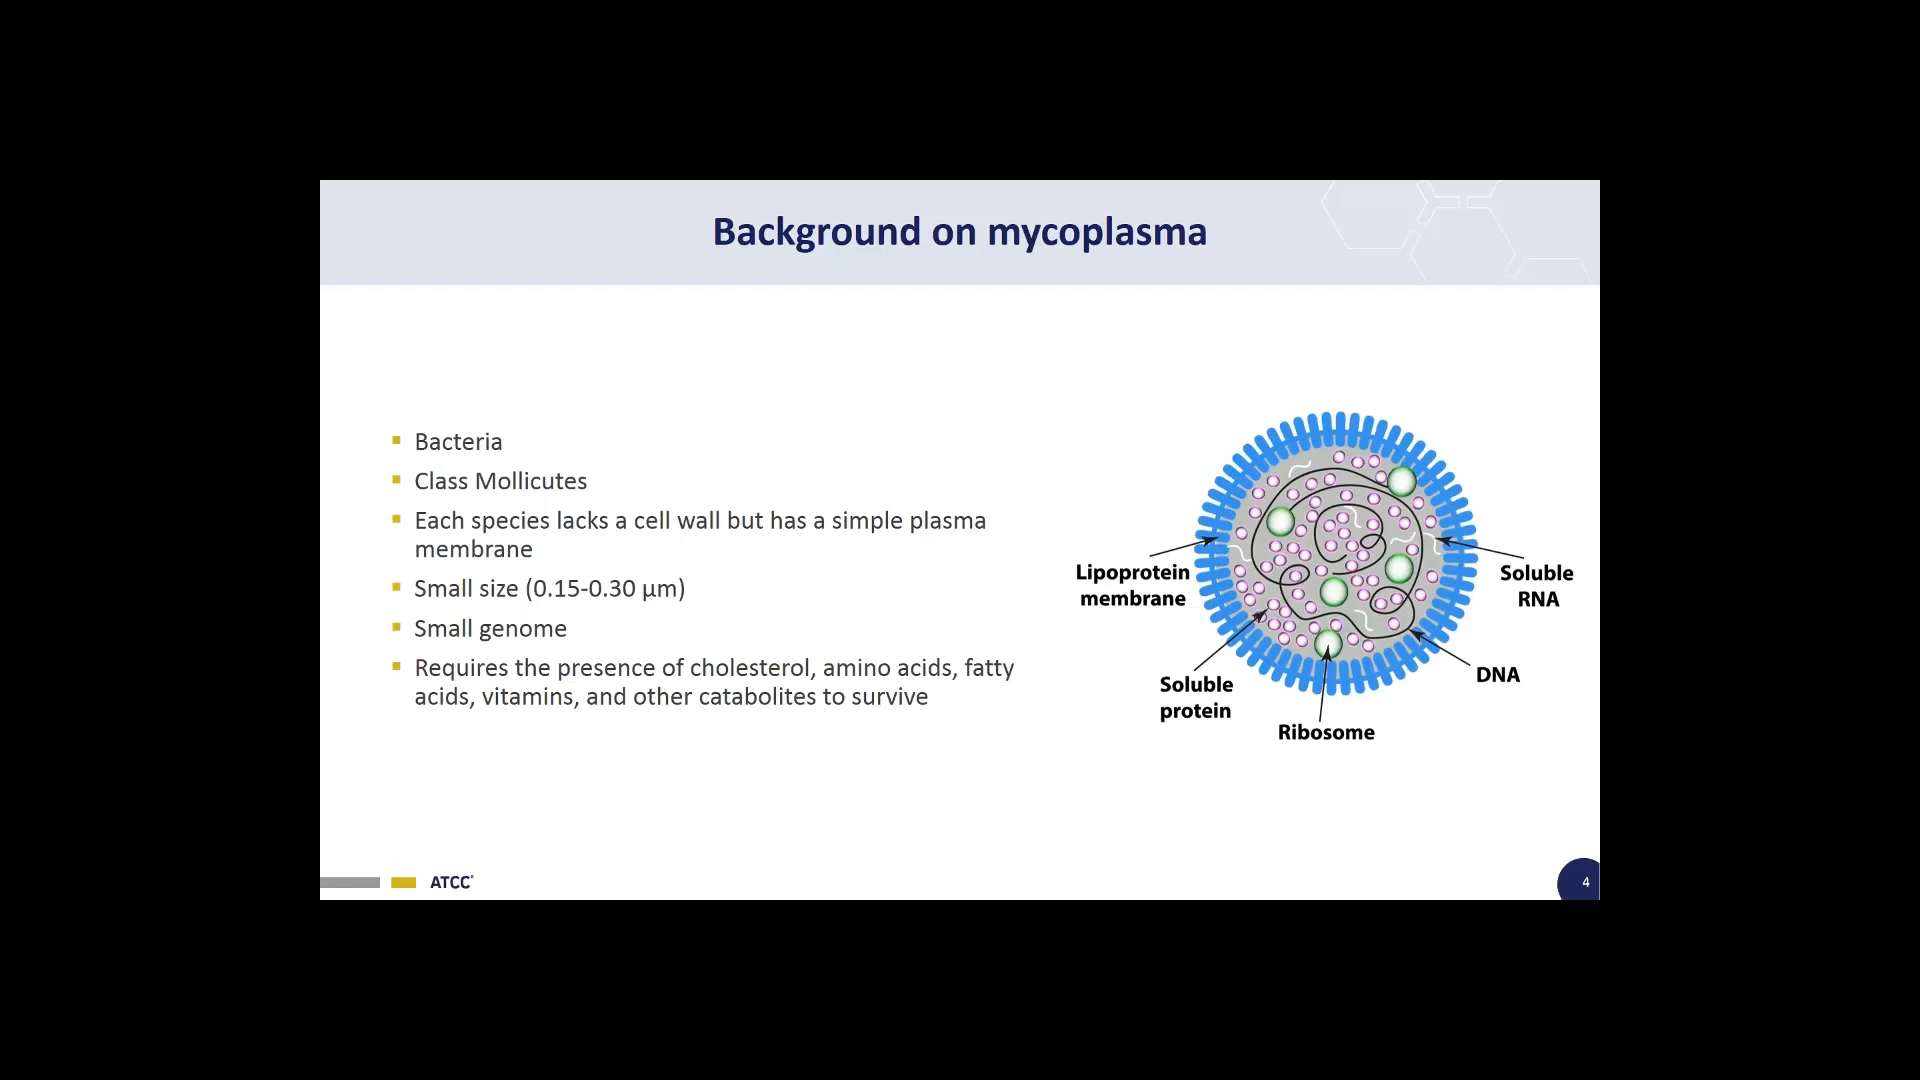 Background on mycoplasma
Bacteria
Class Mollicutes
Each species lacks a cell wall but has a simple plasma
membrane
Small size (0.15-0.30 µm)
Small genome
Requires the presence of cholesterol, amino acids, fatty
acids, vitamins, and other catabolites to survive
Lipoprotein
membrane
Soluble
RNA
Soluble
protein
DNA
Ribosome
ATCC®
4